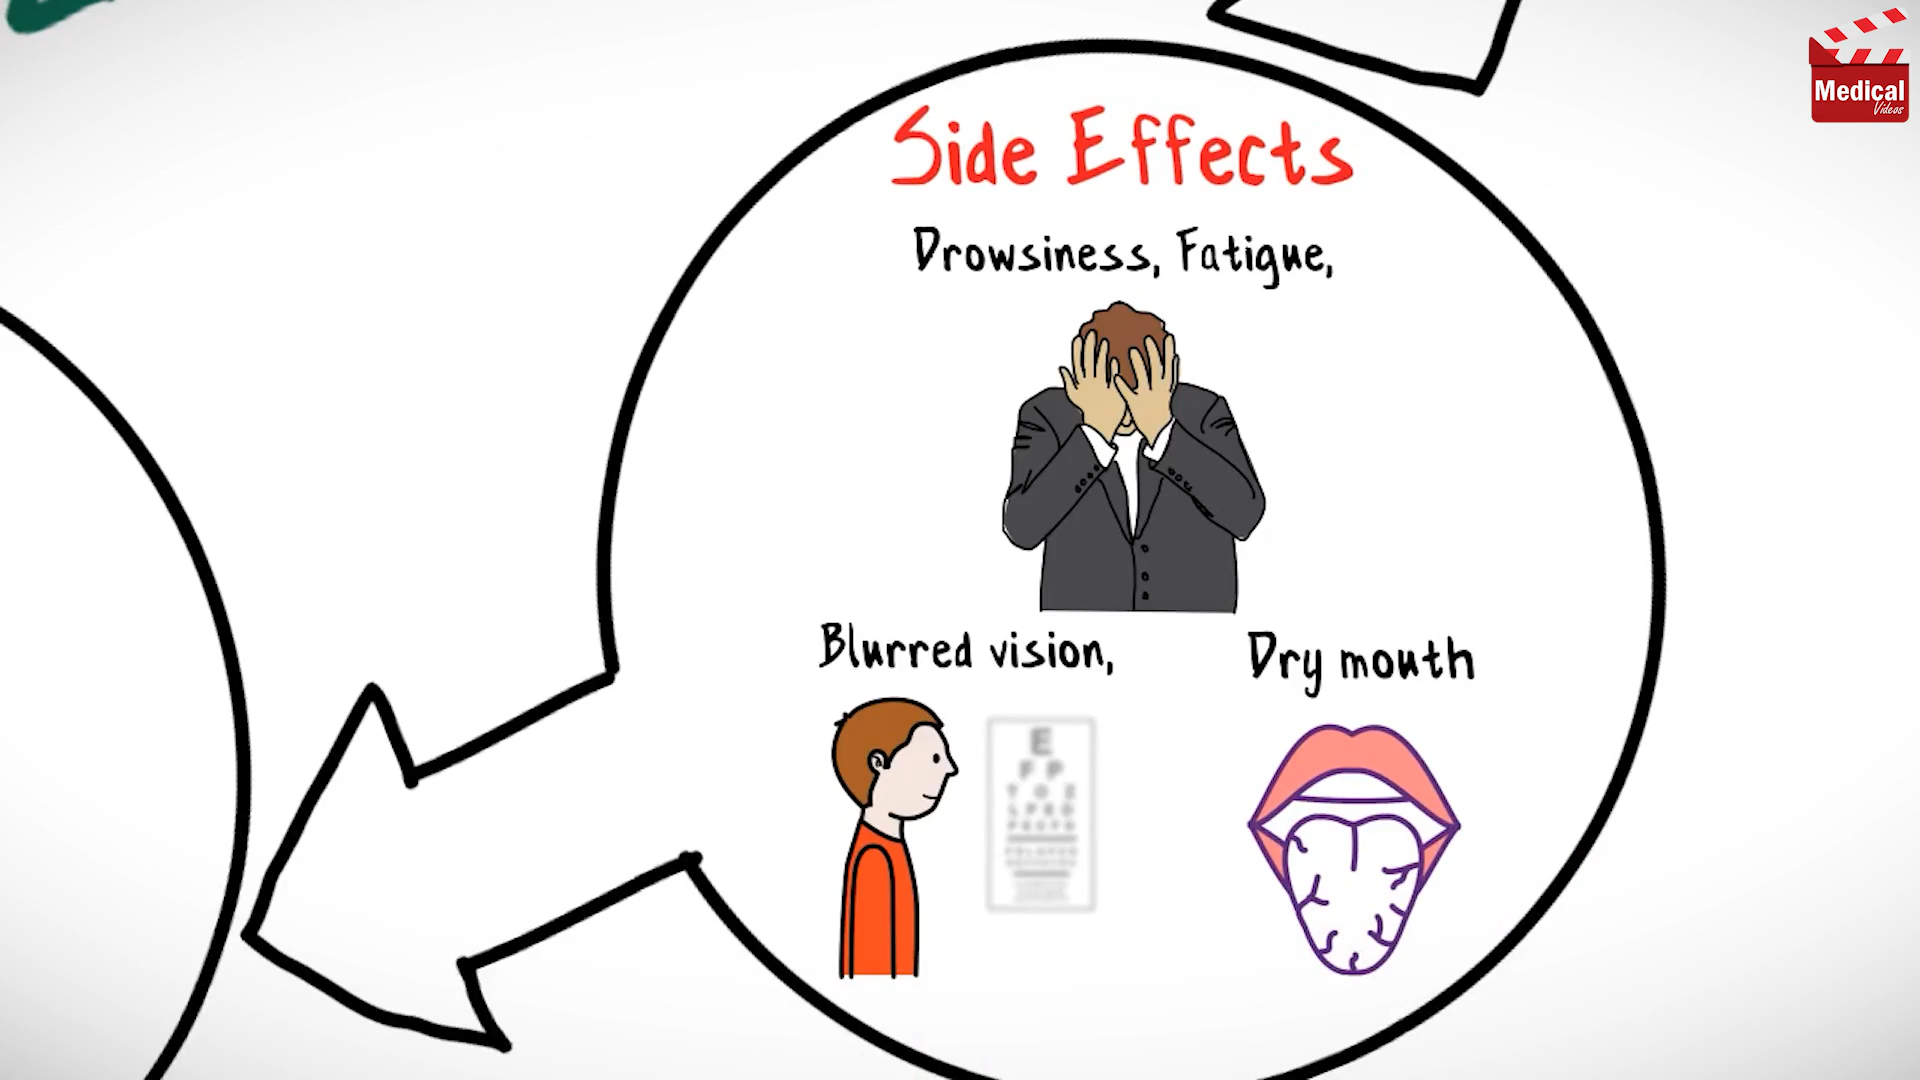 Medical
Videos
Side Effects
Drowsiness, Fatigue,
Blurred vision,
Dry mouth
E
F P
T O Z
L P E D